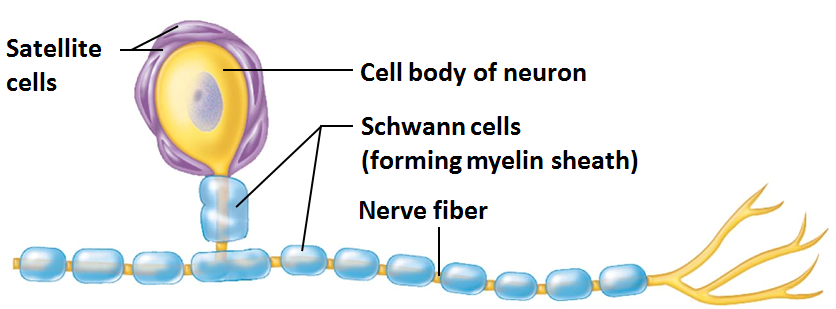 Satellite
cells
Cell body of neuron
Schwann cells
(forming myelin sheath)
Nerve fiber